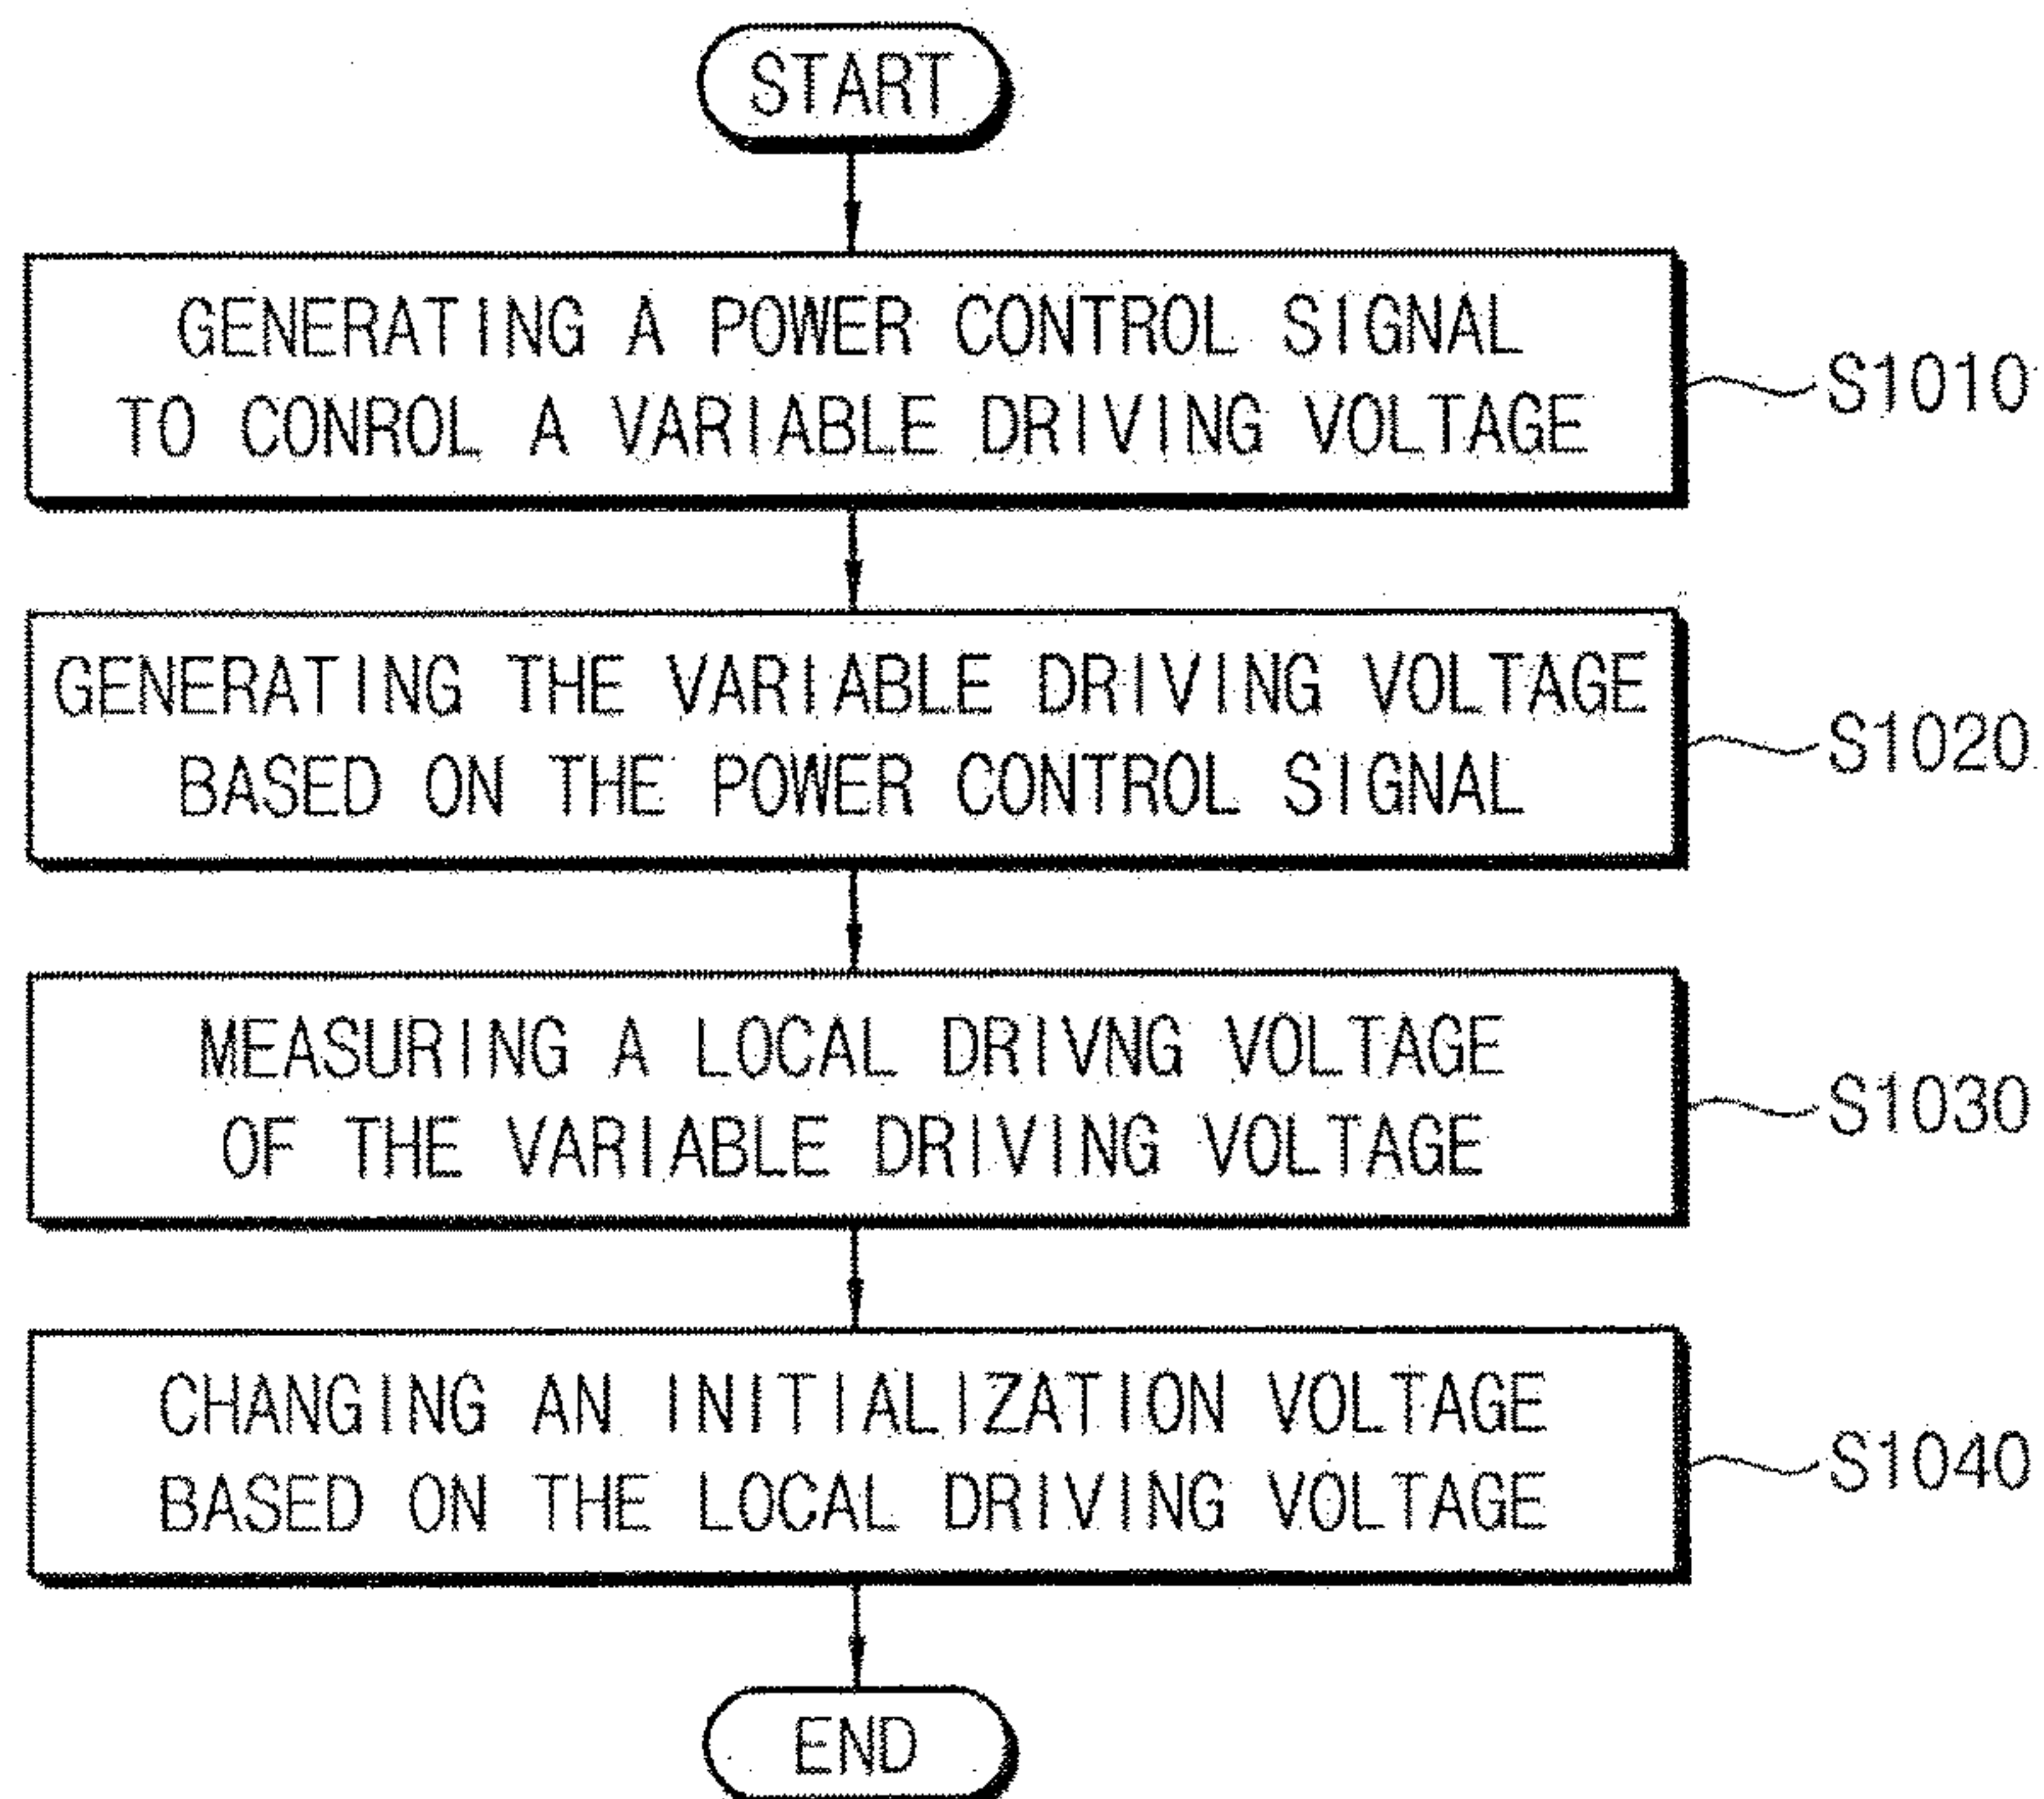 START
GENERATING A POWER CONTROL SIGNAL
TO CONROL A VARIABLE DRIVING VOLTAGE
S1010
GENERATING THE VARIABLE DRIVING VOLTAGE
BASED ON THE POWER CONTROL SIGNAL
S1020
MEASURING A LOCAL DRIVNG VOLTAGE
OF THE VARIABLE DRIVING VOLTAGE
S1030
CHANGING AN INITIALIZATION VOLTAGE
BASED ON THE LOCAL DRIVING VOLTAGE
S1040
END